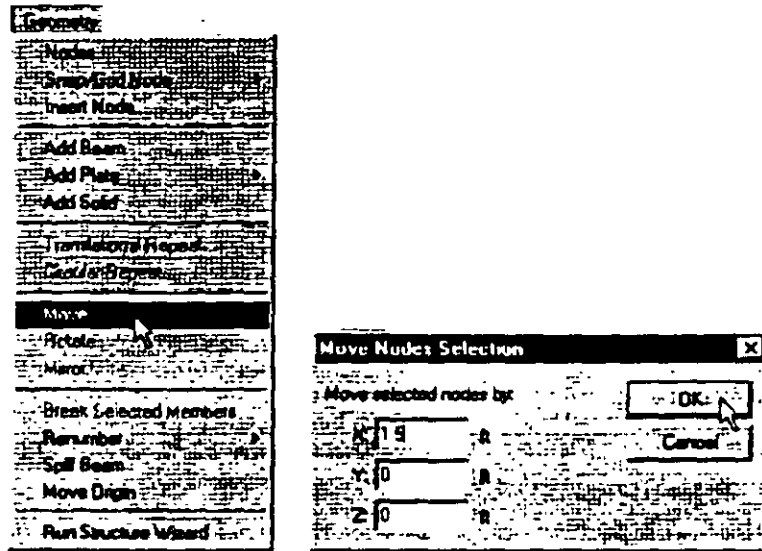 Geometry
Nodes
Snap/Grid Node
Insert Node...
Add Beam
Add Plate
Add Solid
Translational Repeat...
Circular Repeat...
Move
Rotate
Mirror
Break Selected Members
Renumber
Split Beam
Move Origin
Run Structure Wizard
Move Nodes Selection
Move selected nodes by:
OK
Cancel
X: ft
Y: 0 ft
Z: 0 ft